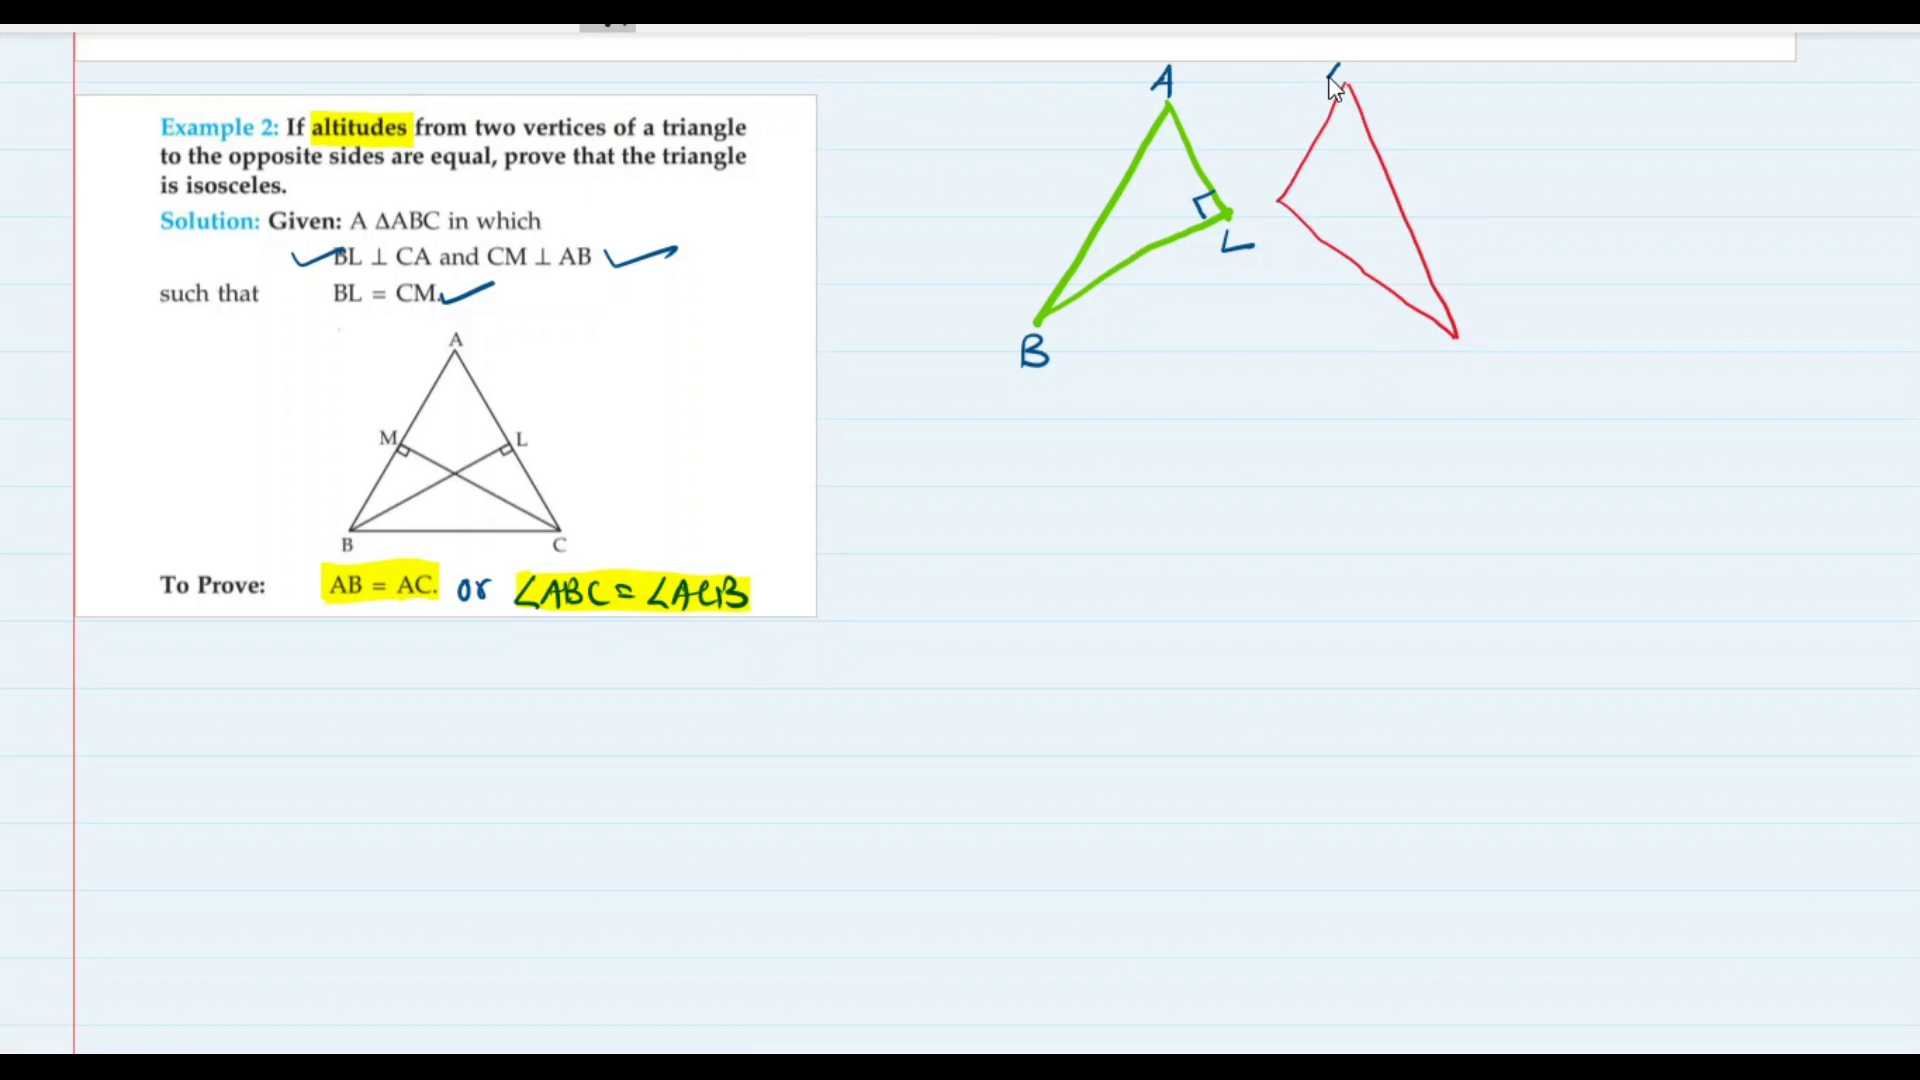 Example 2: If altitudes from two vertices of a triangle
to the opposite sides are equal, prove that the triangle
is isosceles.
Solution: Given: A ΔABC in which
BL ⊥ CA and CM ⊥ AB
such that BL = CM.
A
M L
B C
To Prove: AB = AC. or ∠ABC = ∠ACB
A
L
B